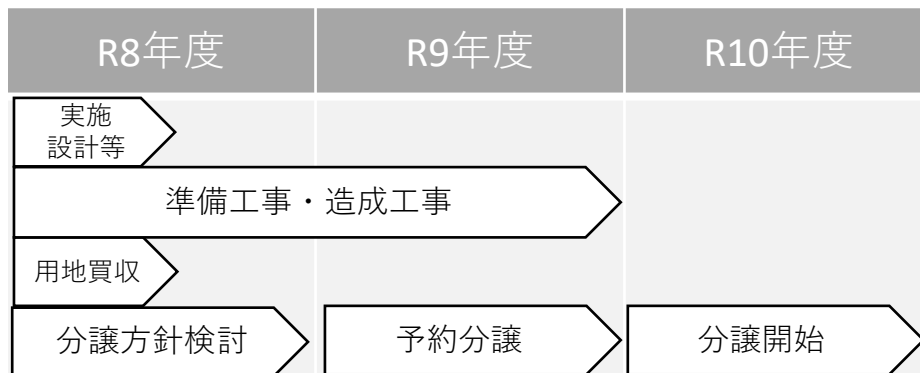 R8年度
R9年度
R10年度
実施
設計等
準備工事・造成工事
用地買収
分譲方針検討
予約分譲
分譲開始